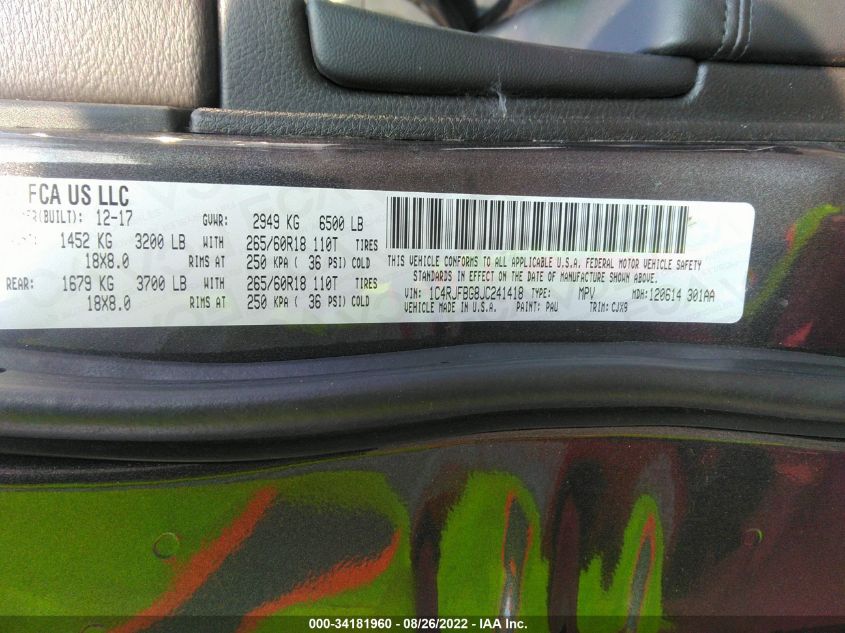 FCA US LLC
(BUILT): 12-17 GVWR: 2949 KG 6500 LB
1452 KG 3200 LB WITH 265/60R18 110T TIRES
18X8.0 RIMS AT 250 KPA ( 36 PSI) COLD
REAR: 1679 KG 3700 LB WITH 265/60R18 110T TIRES
18X8.0 RIMS AT 250 KPA ( 36 PSI) COLD
THIS VEHICLE CONFORMS TO ALL APPLICABLE U.S.A. FEDERAL MOTOR VEHICLE SAFETY
STANDARDS IN EFFECT ON THE DATE OF MANUFACTURE SHOWN ABOVE.
VIN: 1C4RJFBG8JC241418 TYPE: MPV MDH:120614 301AA
VEHICLE MADE IN U.S.A. PAINT: PAU TRIM: CJX9
000-34181960 - 08/26/2022 - IAA Inc.